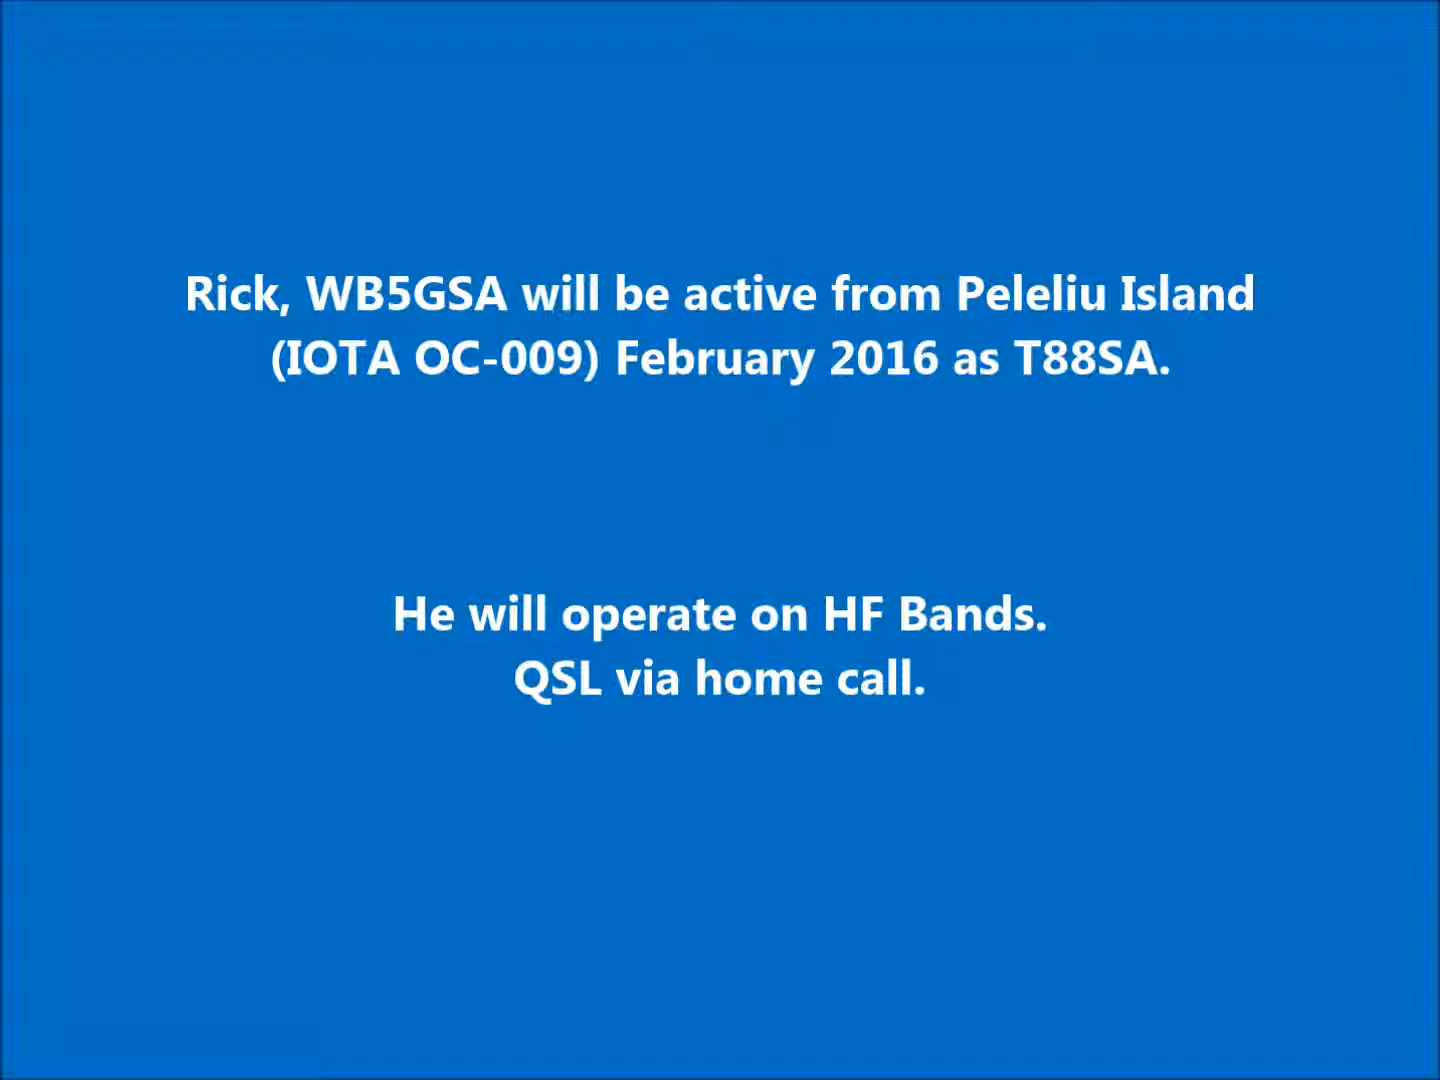 Rick, WB5GSA will be active from Peleliu Island
(IOTA OC-009) February 2016 as T88SA.
He will operate on HF Bands.
QSL via home call.